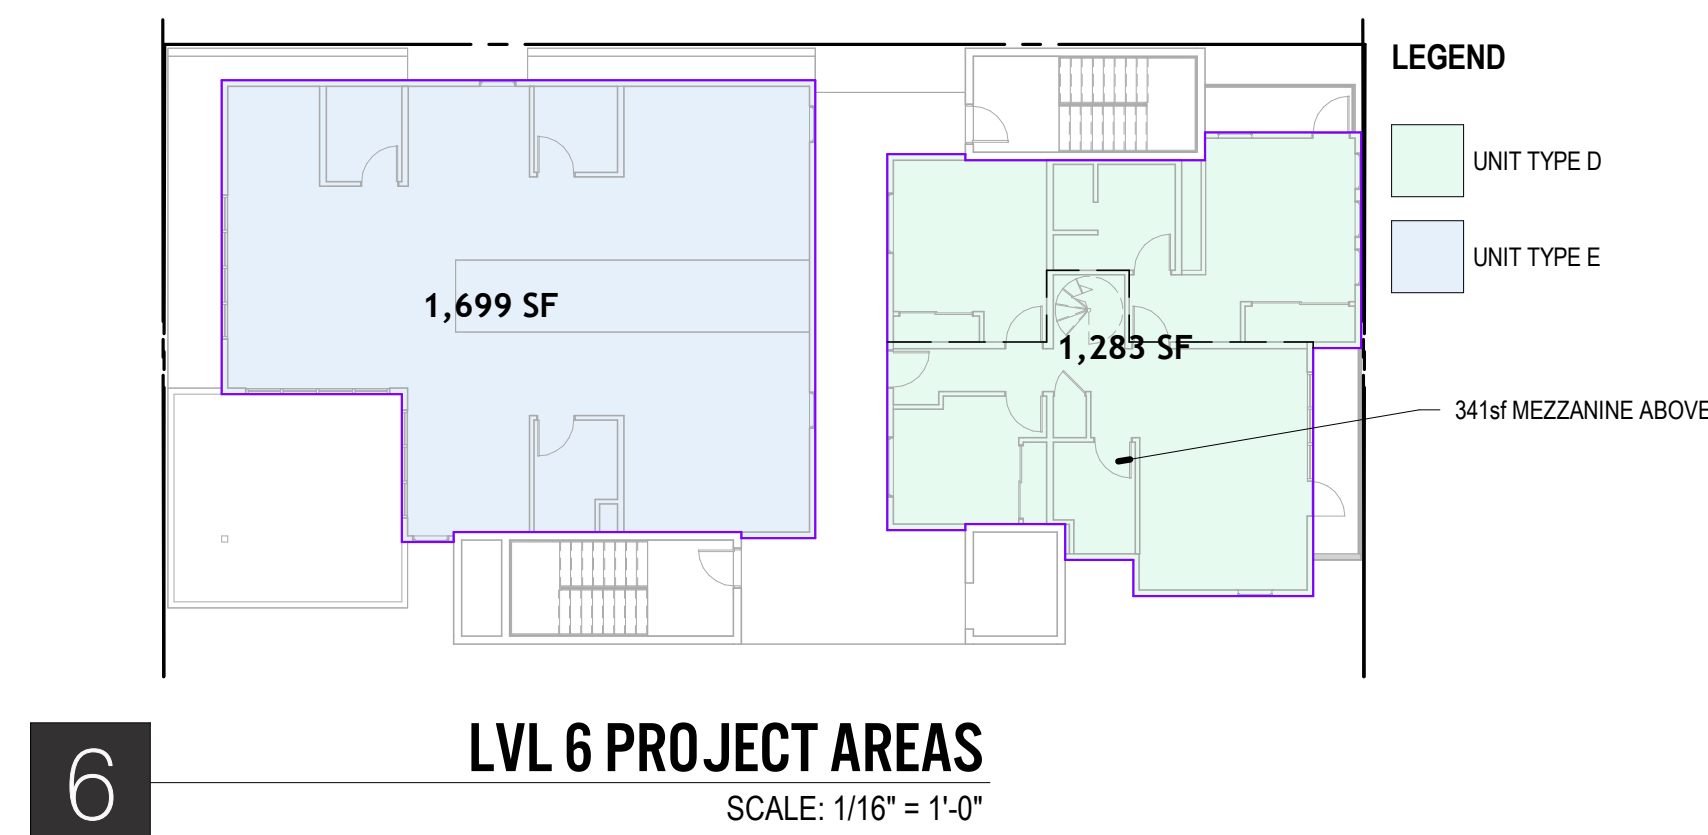 LEGEND
UNIT TYPE D
UNIT TYPE E
1,699 SF
1,283 SF
341sf MEZZANINE ABOVE
6
LVL 6 PROJECT AREAS
SCALE: 1/16" = 1'-0"